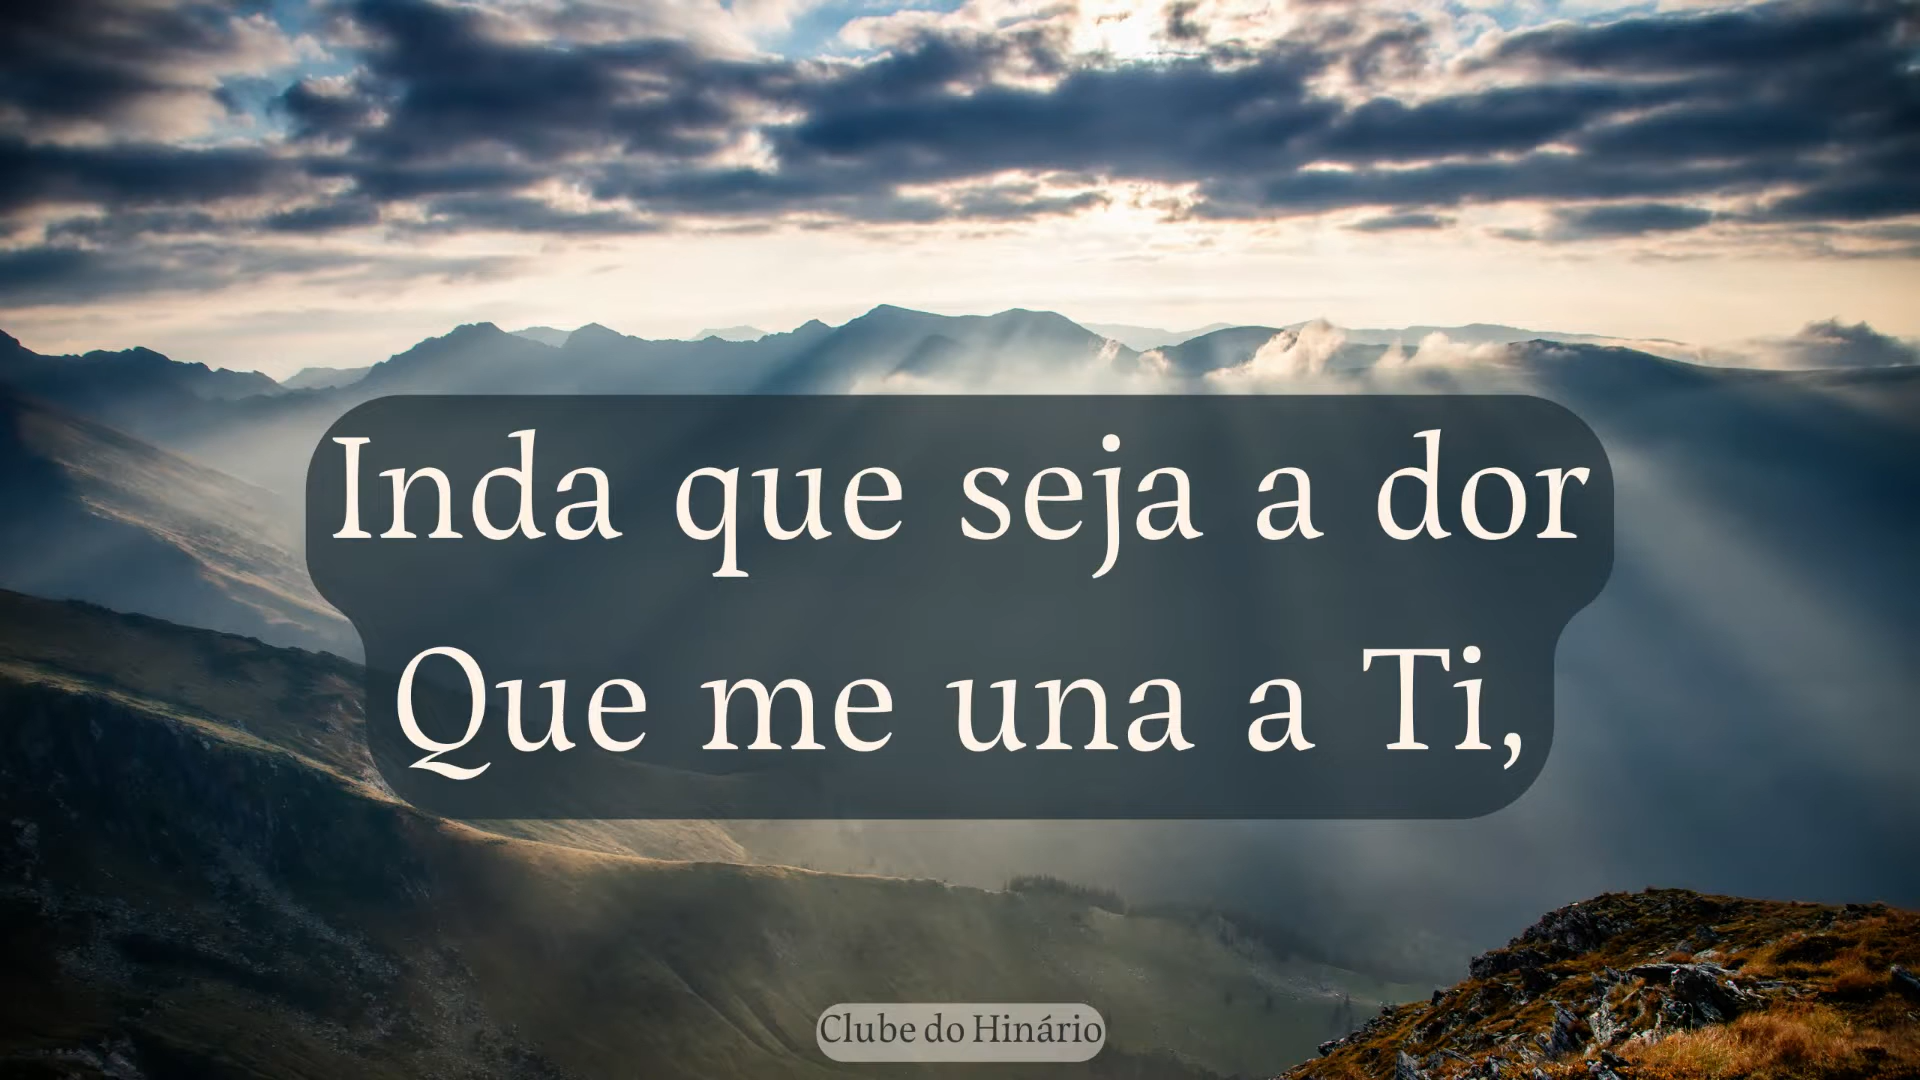 Inda que seja a dor
Que me una a Ti,
Clube do Hinário